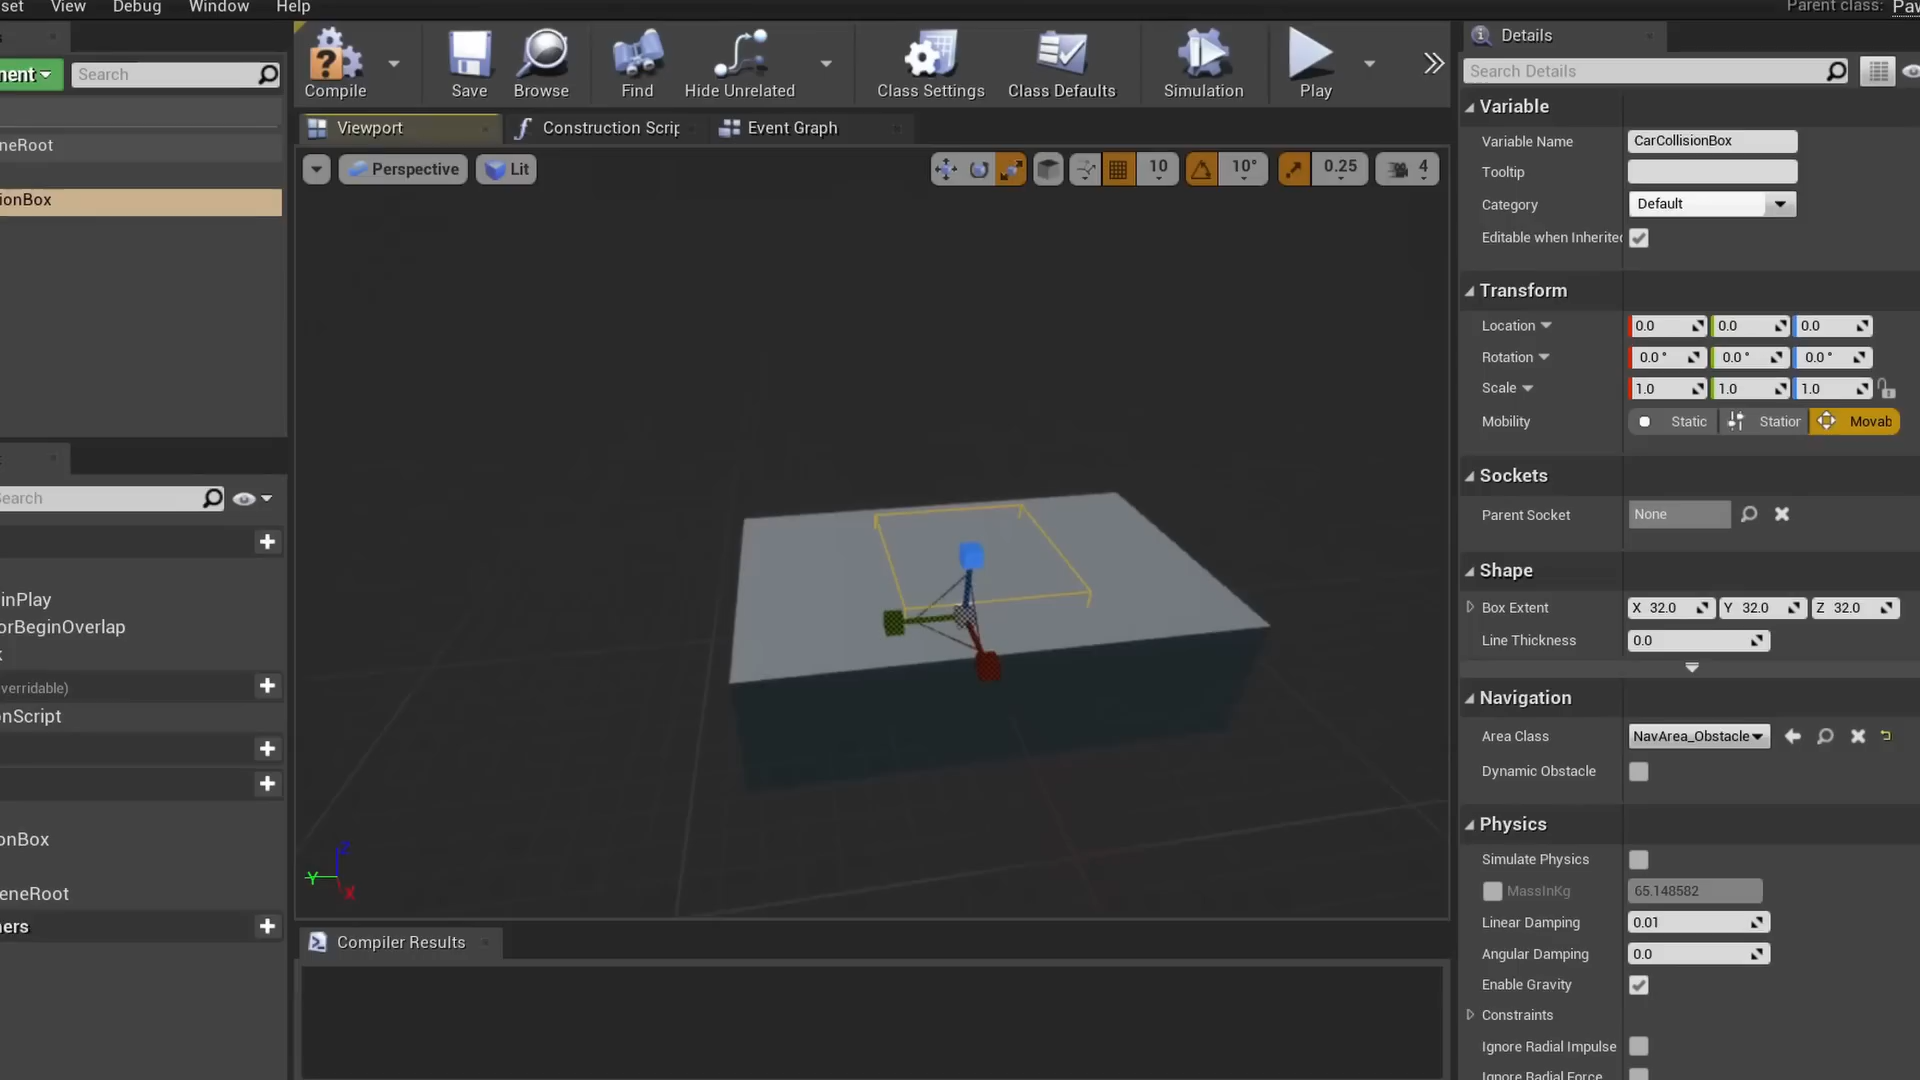 set View Debug Window Help
Parent class: Paw
nent
Search
neRoot
ionBox
Search
inPlay
orBeginOverlap
k
verridable)
onScript
onBox
eneRoot
ners
Compile
Save
Browse
Find
Hide Unrelated
Class Settings
Class Defaults
Simulation
Play
Viewport
Construction Scrip
Event Graph
Perspective
Lit
10
10°
0.25
4
Z
Y
X
Compiler Results
Details
Search Details
Variable
Variable Name CarCollisionBox
Tooltip
Category Default
Editable when Inherited
Transform
Location 0.0 0.0 0.0
Rotation 0.0 ° 0.0 ° 0.0 °
Scale 1.0 1.0 1.0
Mobility Static Station Movab
Sockets
Parent Socket None
Shape
Box Extent X 32.0 Y 32.0 Z 32.0
Line Thickness 0.0
Navigation
Area Class NavArea_Obstacle
Dynamic Obstacle
Physics
Simulate Physics
MassInKg 65.148582
Linear Damping 0.01
Angular Damping 0.0
Enable Gravity
Constraints
Ignore Radial Impulse
Ignore Radial Force